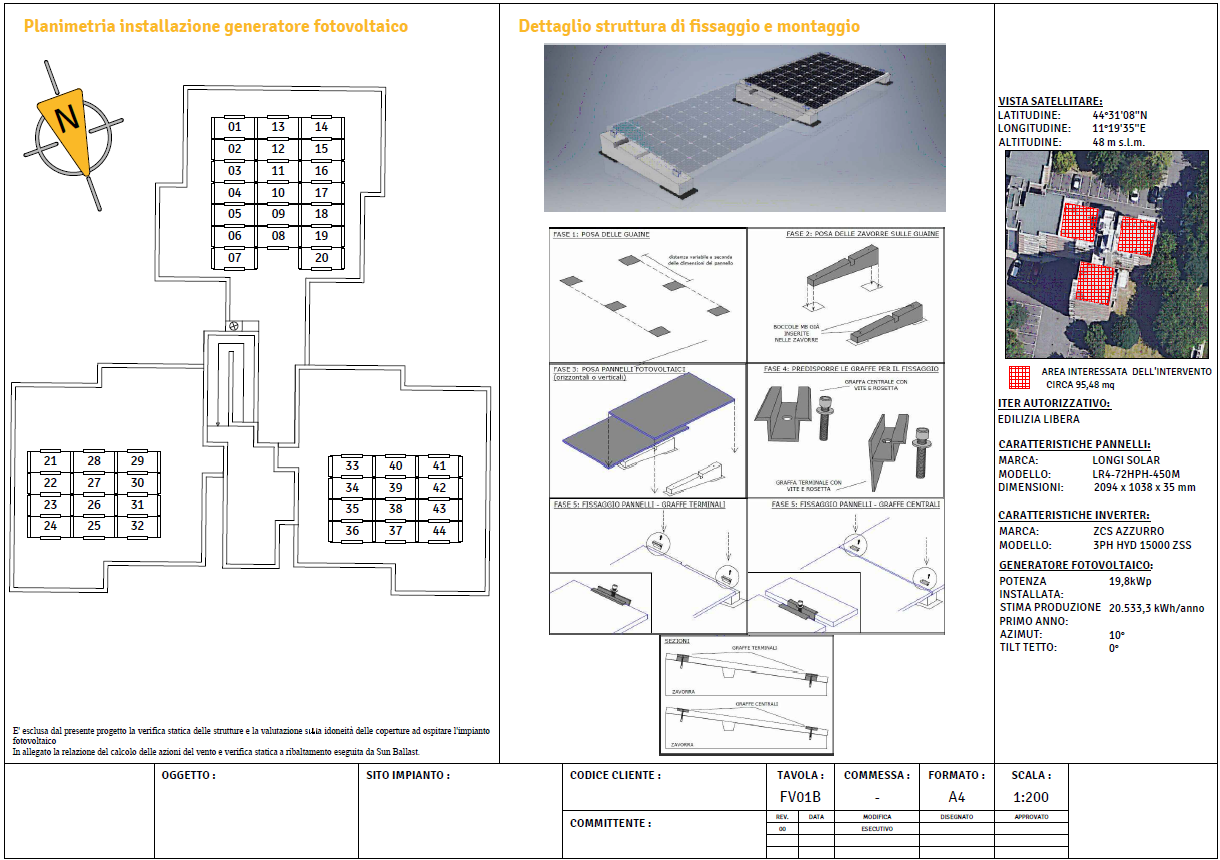 Planimetria installazione generatore fotovoltaico
N
01 13 14
02 12 15
03 11 16
04 10 17
05 09 18
06 08 19
07 20
21 28 29
22 27 30
23 26 31
24 25 32
33 40 41
34 39 42
35 38 43
36 37 44
E' esclusa dal presente progetto la verifica statica delle strutture e la valutazione sulla idoneità delle coperture ad ospitare l'impianto
fotovoltaico
In allegato la relazione del calcolo delle azioni del vento e verifica statica a ribaltamento eseguita da Sun Ballast.
Dettaglio struttura di fissaggio e montaggio
FASE 1: POSA DELLE GUAINE
distanza variabile a seconda
delle dimensioni del pannello
FASE 2: POSA DELLE ZAVORRE SULLE GUAINE
BOCCOLE M8 GIÀ
INSERITE
NELLE ZAVORRE
FASE 3: POSA PANNELLI FOTOVOLTAICI
(orizzontali o verticali)
FASE 4: PREDISPORRE LE GRAFFE PER IL FISSAGGIO
GRAFFA CENTRALE CON
VITE E ROSETTA
GRAFFA TERMINALE CON
VITE E ROSETTA
FASE 5: FISSAGGIO PANNELLI - GRAFFE TERMINALI
FASE 5: FISSAGGIO PANNELLI - GRAFFE CENTRALI
SEZIONI
GRAFFE TERMINALI
ZAVORRA
GRAFFE CENTRALI
ZAVORRA
VISTA SATELLITARE:
LATITUDINE: 44°31'08"N
LONGITUDINE: 11°19'35"E
ALTITUDINE: 48 m s.l.m.
AREA INTERESSATA DELL'INTERVENTO
CIRCA 95,48 mq
ITER AUTORIZZATIVO:
EDILIZIA LIBERA
CARATTERISTICHE PANNELLI:
MARCA: LONGI SOLAR
MODELLO: LR4-72HPH-450M
DIMENSIONI: 2094 x 1038 x 35 mm
CARATTERISTICHE INVERTER:
MARCA: ZCS AZZURRO
MODELLO: 3PH HYD 15000 ZSS
GENERATORE FOTOVOLTAICO:
POTENZA 19,8kWp
INSTALLATA:
STIMA PRODUZIONE 20.533,3 kWh/anno
PRIMO ANNO:
AZIMUT: 10°
TILT TETTO: 0°
OGGETTO :
SITO IMPIANTO :
CODICE CLIENTE :
COMMITTENTE :
TAVOLA : COMMESSA : FORMATO : SCALA :
FV01B - A4 1:200
REV. DATA MODIFICA DISEGNATO APPROVATO
00 ESECUTIVO